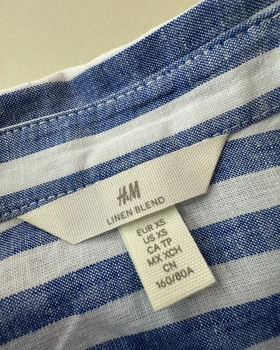 H&M
LINEN BLEND
EUR XS
US XS
CA TP
MX XCH
CN
160/80A